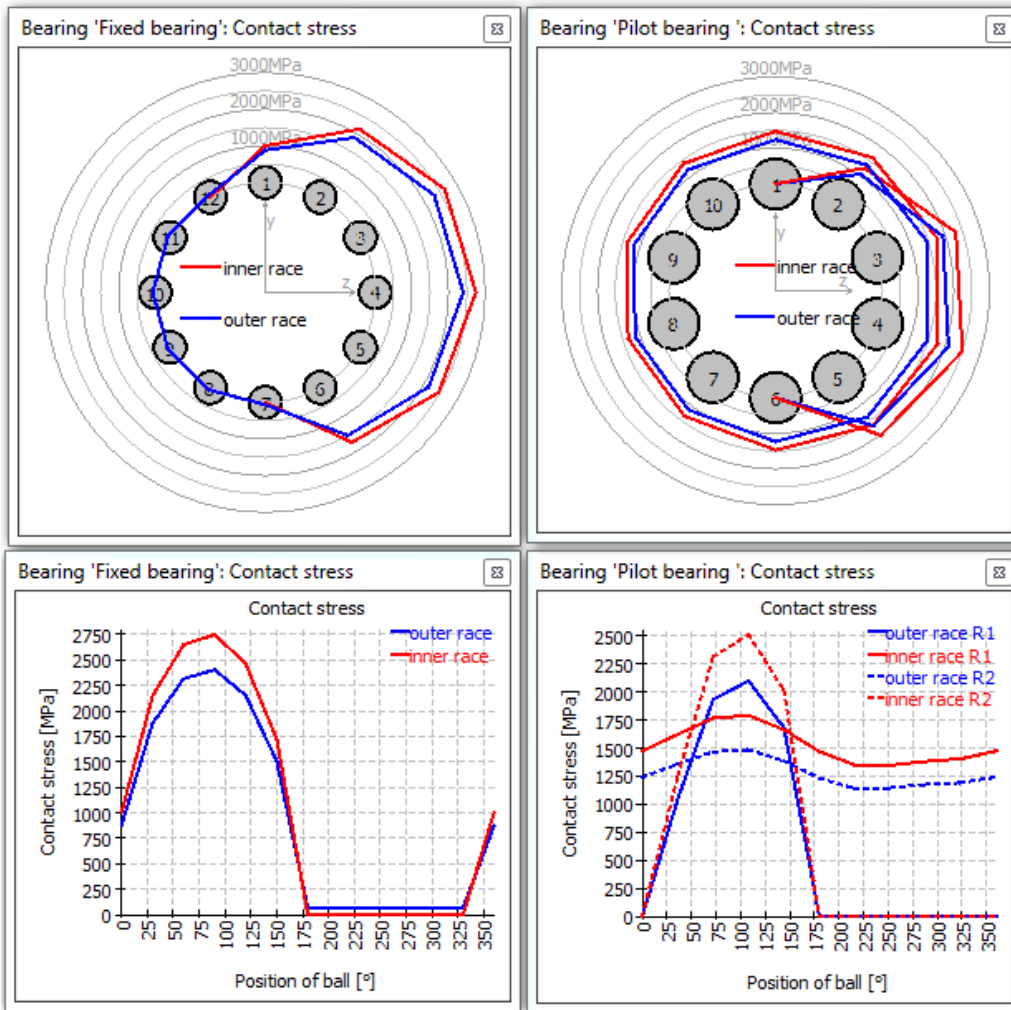 Bearing 'Fixed bearing': Contact stress
3000MPa
2000MPa
1000MPa
1
2
3
4
5
6
7
8
9
10
11
12
y
z
inner race
outer race
Bearing 'Pilot bearing ': Contact stress
3000MPa
2000MPa
1
2
3
4
5
6
7
8
9
10
y
z
inner race
outer race
Bearing 'Fixed bearing': Contact stress
Contact stress
outer race
inner race
Contact stress [MPa]
2750
2500
2250
2000
1750
1500
1250
1000
750
500
250
0
0 25 50 75 100 125 150 175 200 225 250 275 300 325 350
Position of ball [°]
Bearing 'Pilot bearing ': Contact stress
Contact stress
outer race R1
inner race R1
outer race R2
inner race R2
Contact stress [MPa]
2500
2250
2000
1750
1500
1250
1000
750
500
250
0
0 25 50 75 100 125 150 175 200 225 250 275 300 325 350
Position of ball [°]